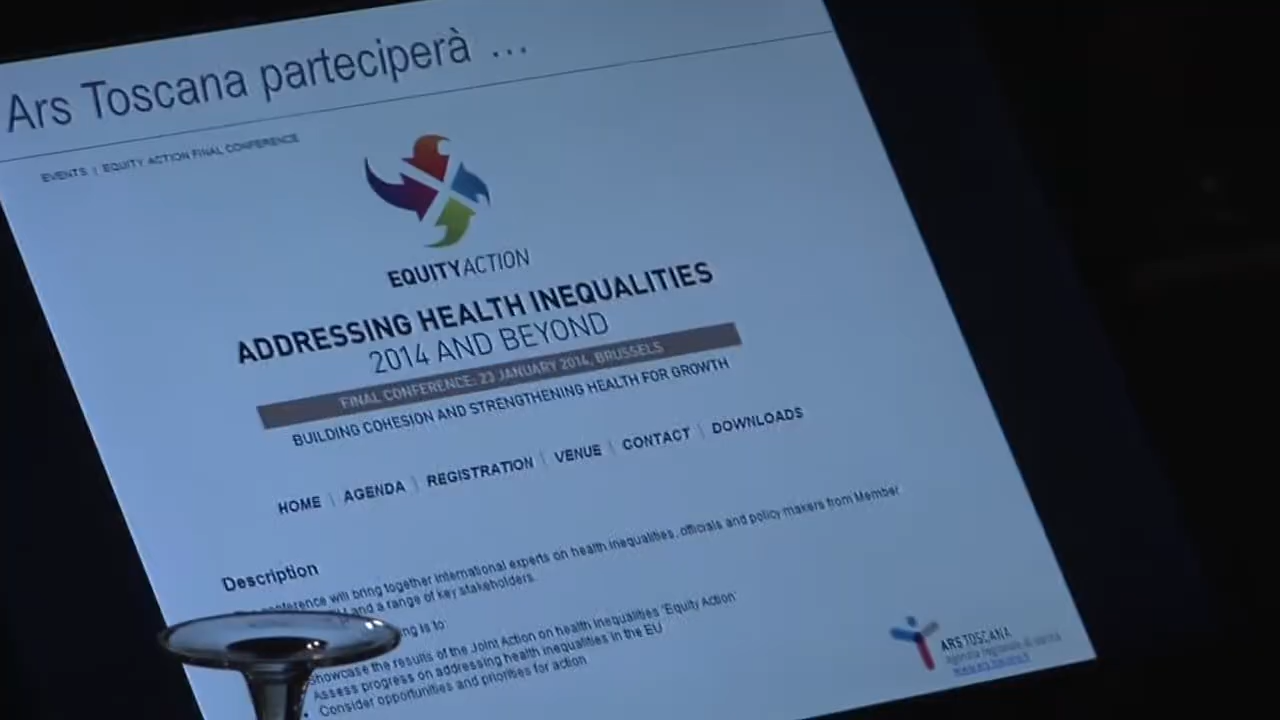 Ars Toscana parteciperà ...
EVENTS | EQUITY ACTION FINAL CONFERENCE
EQUITYACTION
ADDRESSING HEALTH INEQUALITIES
2014 AND BEYOND
FINAL CONFERENCE: 23 JANUARY 2014, BRUSSELS
BUILDING COHESION AND STRENGTHENING HEALTH FOR GROWTH
HOME | AGENDA | REGISTRATION | VENUE | CONTACT | DOWNLOADS
Description
conference will bring together international experts on health inequalities, officials and policy makers from Member
and a range of key stakeholders.
is to:
Showcase the results of the Joint Action on health inequalities 'Equity Action'
Assess progress on addressing health inequalities in the EU
• Consider opportunities and priorities for action
ARS TOSCANA
agenzia regionale di sanità